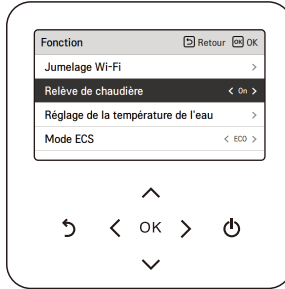 Fonction Retour OK OK
Jumelage Wi-Fi
Relève de chaudière On
Réglage de la température de l'eau
Mode ECS ECO
OK